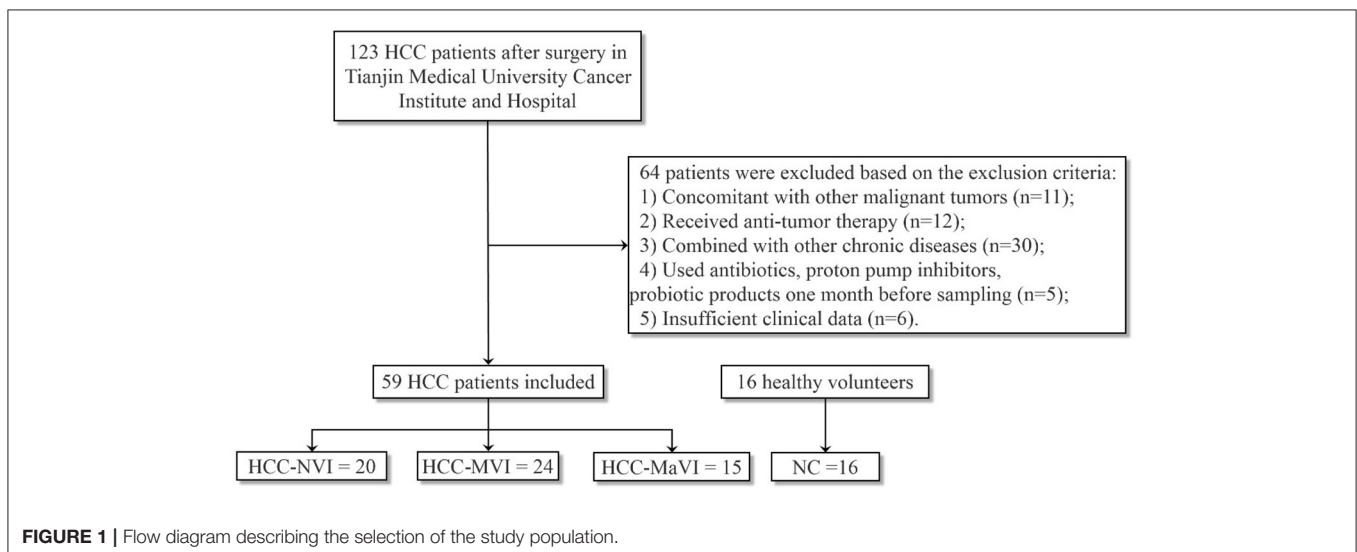 123 HCC patients after surgery in
Tianjin Medical University Cancer
Institute and Hospital
64 patients were excluded based on the exclusion criteria:
1) Concomitant with other malignant tumors (n=11);
2) Received anti-tumor therapy (n=12);
3) Combined with other chronic diseases (n=30);
4) Used antibiotics, proton pump inhibitors,
probiotic products one month before sampling (n=5);
5) Insufficient clinical data (n=6).
59 HCC patients included
16 healthy volunteers
HCC-NVI = 20
HCC-MVI = 24
HCC-MaVI = 15
NC =16
FIGURE 1 | Flow diagram describing the selection of the study population.